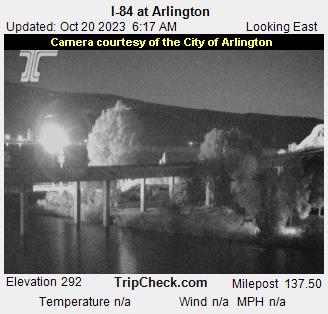 I-84 at Arlington
Updated: Oct 20 2023 6:17 AM Looking East
Camera courtesy of the City of Arlington
Elevation 292 TripCheck.com Milepost 137.50
Temperature n/a Wind n/a MPH n/a